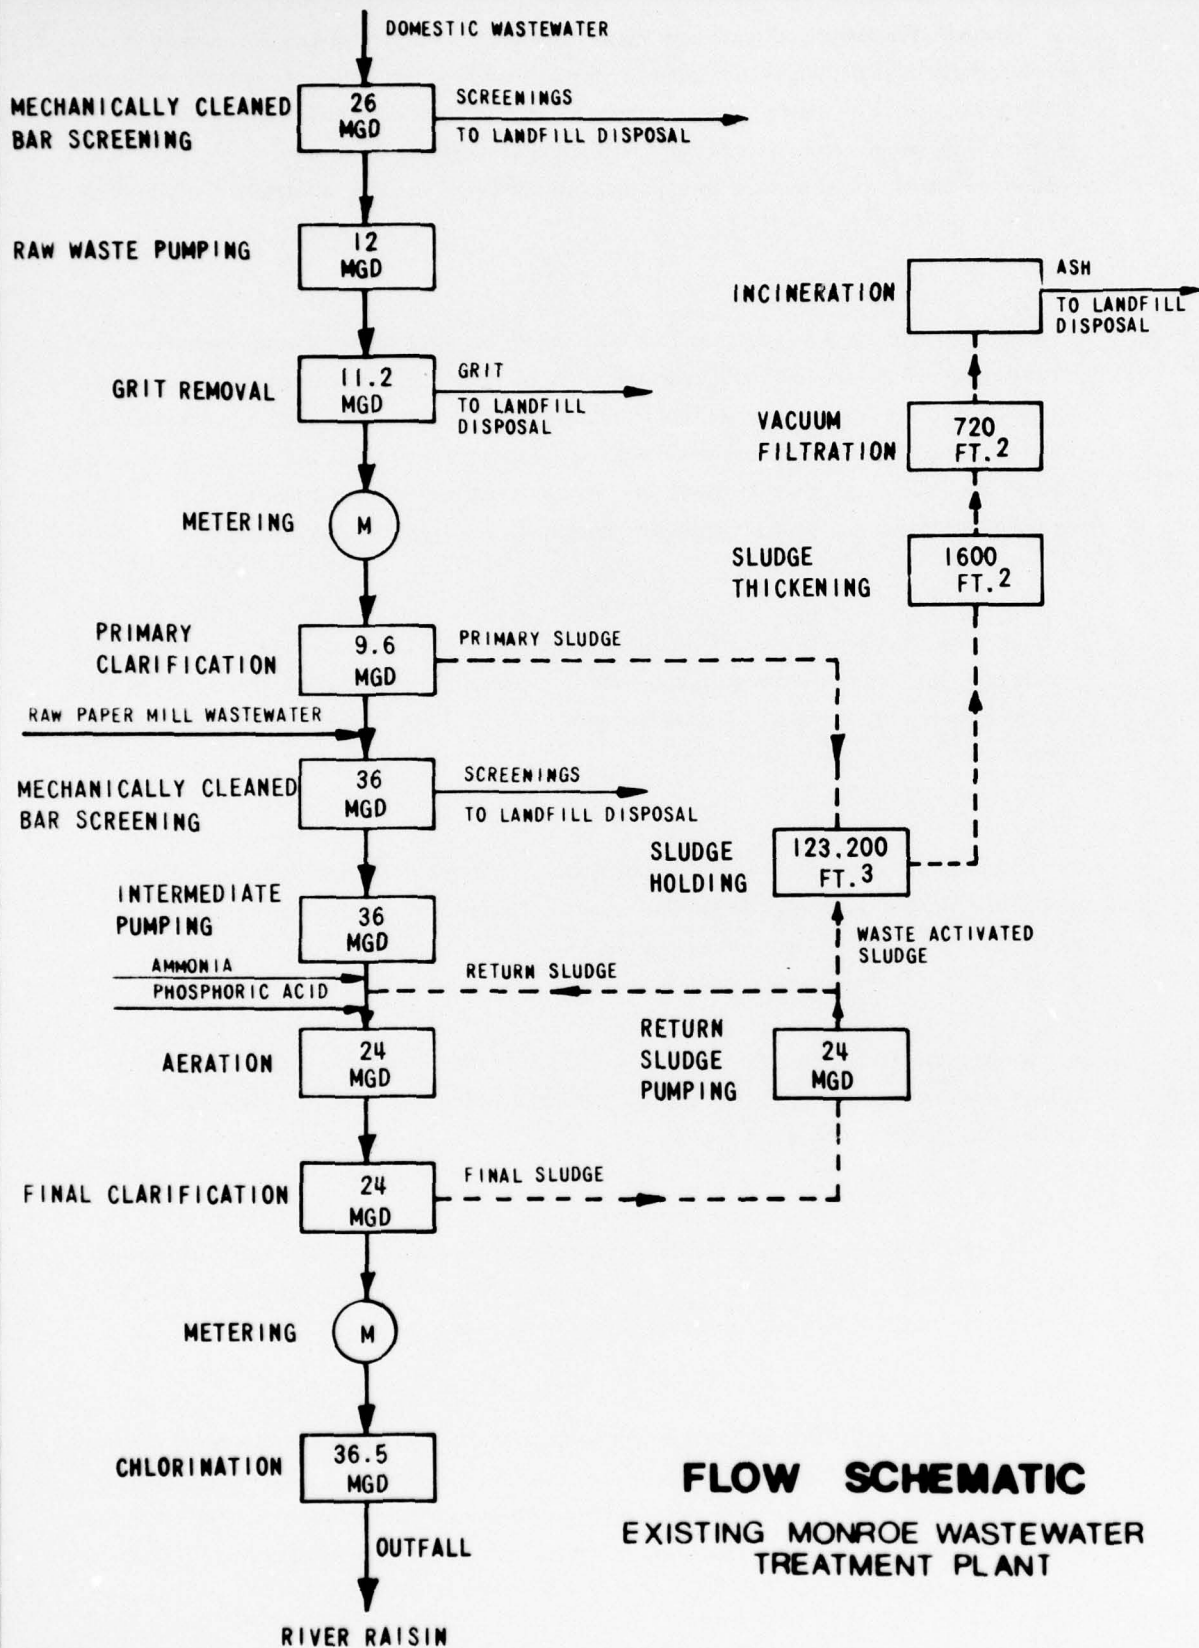 DOMESTIC WASTEWATER
MECHANICALLY CLEANED
BAR SCREENING
26
MGD
SCREENINGS
TO LANDFILL DISPOSAL
RAW WASTE PUMPING
12
MGD
GRIT REMOVAL
11.2
MGD
GRIT
TO LANDFILL
DISPOSAL
METERING
M
PRIMARY
CLARIFICATION
9.6
MGD
PRIMARY SLUDGE
RAW PAPER MILL WASTEWATER
MECHANICALLY CLEANED
BAR SCREENING
36
MGD
SCREENINGS
TO LANDFILL DISPOSAL
INTERMEDIATE
PUMPING
36
MGD
AMMONIA
PHOSPHORIC ACID
RETURN SLUDGE
AERATION
24
MGD
FINAL CLARIFICATION
24
MGD
FINAL SLUDGE
METERING
M
CHLORINATION
36.5
MGD
OUTFALL
RIVER RAISIN
INCINERATION
ASH
TO LANDFILL
DISPOSAL
VACUUM
FILTRATION
720
FT.2
SLUDGE
THICKENING
1600
FT.2
SLUDGE
HOLDING
123,200
FT.3
WASTE ACTIVATED
SLUDGE
RETURN
SLUDGE
PUMPING
24
MGD
FLOW SCHEMATIC
EXISTING MONROE WASTEWATER
TREATMENT PLANT